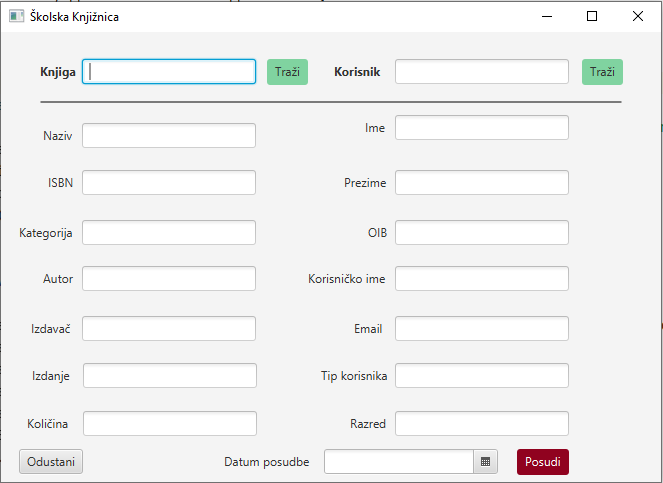 Školska Knjižnica
Knjiga Traži Korisnik Traži
Naziv Ime
ISBN Prezime
Kategorija OIB
Autor Korisničko ime
Izdavač Email
Izdanje Tip korisnika
Količina Razred
Odustani Datum posudbe Posudi